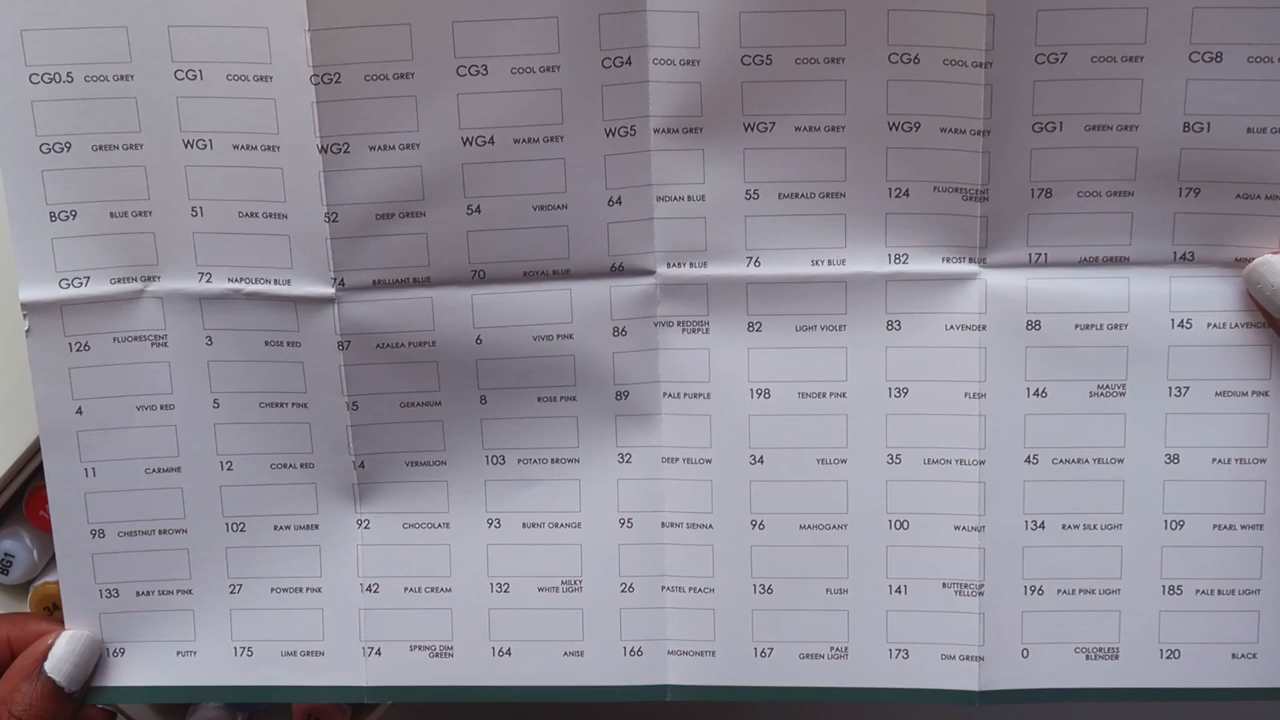 CG0.5 COOL GREY CG1 COOL GREY CG2 COOL GREY CG3 COOL GREY CG4 COOL GREY CG5 COOL GREY CG6 COOL GREY CG7 COOL GREY CG8 COOL
GG9 GREEN GREY WG1 WARM GREY WG2 WARM GREY WG4 WARM GREY WG5 WARM GREY WG7 WARM GREY WG9 WARM GREY GG1 GREEN GREY BG1 BLUE
BG9 BLUE GREY 51 DARK GREEN 52 DEEP GREEN 54 VIRIDIAN 64 INDIAN BLUE 55 EMERALD GREEN 124 FLUORESCENT GREEN 178 COOL GREEN 179 AQUA MIN
GG7 GREEN GREY 72 NAPOLEON BLUE 74 BRILLIANT BLUE 70 ROYAL BLUE 66 BABY BLUE 76 SKY BLUE 182 FROST BLUE 171 JADE GREEN 143 MIN
126 FLUORESCENT PINK 3 ROSE RED 87 AZALEA PURPLE 6 VIVID PINK 86 VIVID REDDISH PURPLE 82 LIGHT VIOLET 83 LAVENDER 88 PURPLE GREY 145 PALE LAVENDER
4 VIVID RED 5 CHERRY PINK 15 GERANIUM 8 ROSE PINK 89 PALE PURPLE 198 TENDER PINK 139 FLESH 146 MAUVE SHADOW 137 MEDIUM PINK
11 CARMINE 12 CORAL RED 14 VERMILION 103 POTATO BROWN 32 DEEP YELLOW 34 YELLOW 35 LEMON YELLOW 45 CANARIA YELLOW 38 PALE YELLOW
98 CHESTNUT BROWN 102 RAW UMBER 92 CHOCOLATE 93 BURNT ORANGE 95 BURNT SIENNA 96 MAHOGANY 100 WALNUT 134 RAW SILK LIGHT 109 PEARL WHITE
133 BABY SKIN PINK 27 POWDER PINK 142 PALE CREAM 132 MILKY WHITE LIGHT 26 PASTEL PEACH 136 FLUSH 141 BUTTERCUP YELLOW 196 PALE PINK LIGHT 185 PALE BLUE LIGHT
169 PUTTY 175 LIME GREEN 174 SPRING DIM GREEN 164 ANISE 166 MIGNONETTE 167 PALE GREEN LIGHT 173 DIM GREEN 0 COLORLESS BLENDER 120 BLACK
BG1
34